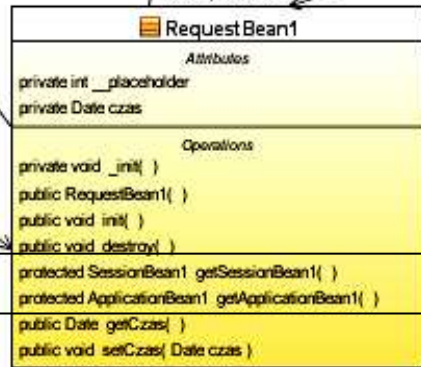 RequestBean1
Attributes
private int __placeholder
private Date czas
Operations
private void _init( )
public RequestBean1( )
public void init( )
public void destroy( )
protected SessionBean1 getSessionBean1( )
protected ApplicationBean1 getApplicationBean1( )
public Date getCzas( )
public void setCzas( Date czas )